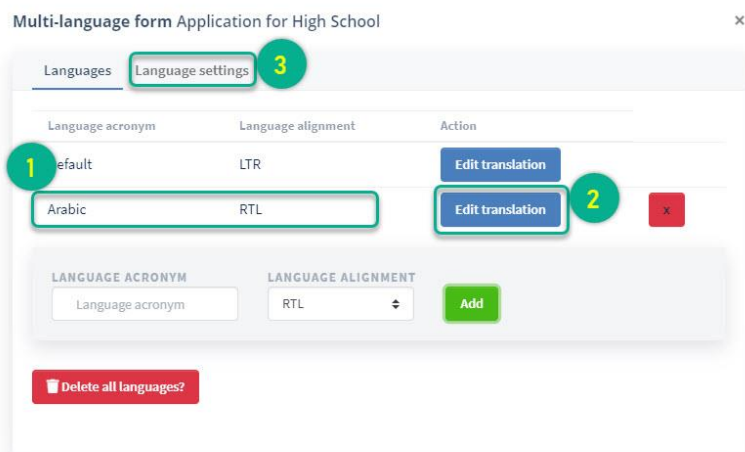 Multi-language form Application for High School ×
Languages Language settings 3
Language acronym Language alignment Action
1 efault LTR Edit translation
Arabic RTL Edit translation 2 x
LANGUAGE ACRONYM LANGUAGE ALIGNMENT
Language acronym RTL Add
Delete all languages?